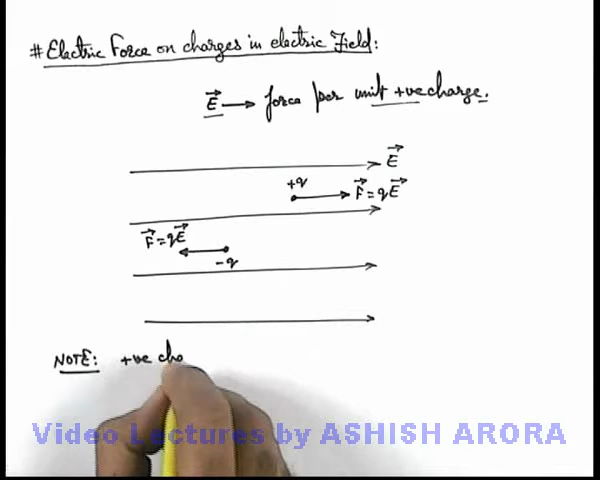 # Electric Force on charges in electric Field:
E → force per unit +ve charge.
E
+q
F = qE
F = qE
-q
NOTE: +ve cha
Video Lectures by ASHISH ARORA